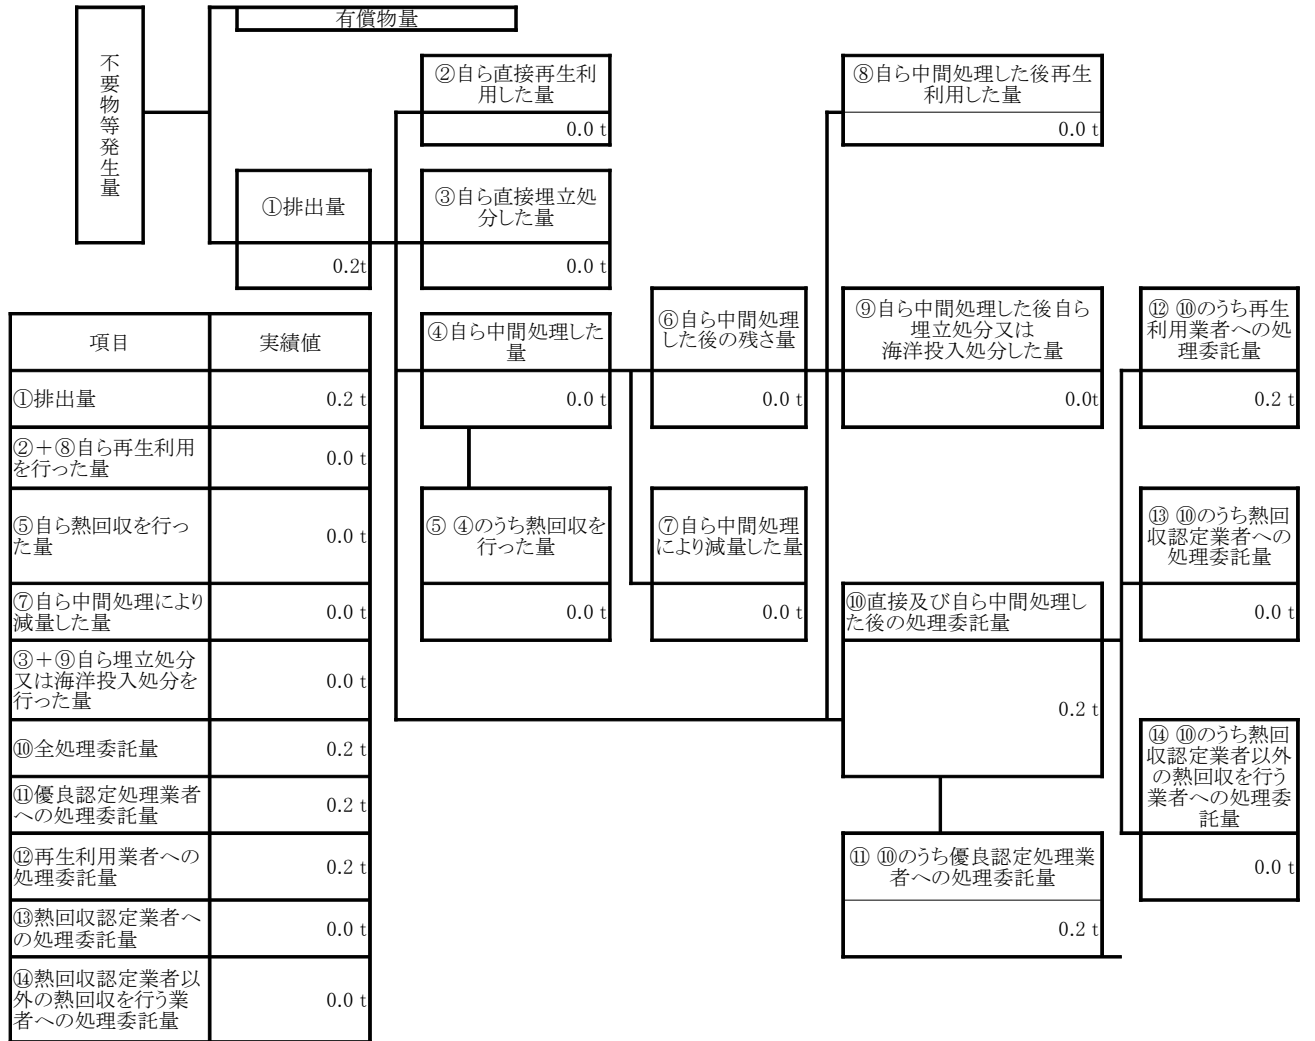 不要物等発生量
有償物量
②自ら直接再生利
用した量
0.0 t
⑧自ら中間処理した後再生
利用した量
0.0 t
①排出量
0.2t
③自ら直接埋立処
分した量
0.0 t
④自ら中間処理した
量
0.0 t
⑥自ら中間処理
した後の残さ量
0.0 t
⑨自ら中間処理した後自ら
埋立処分又は
海洋投入処分した量
0.0t
⑫ ⑩のうち再生
利用業者への処
理委託量
0.2 t
⑤ ④のうち熱回収を
行った量
0.0 t
⑦自ら中間処理
により減量した量
0.0 t
⑩直接及び自ら中間処理し
た後の処理委託量
0.2 t
⑬ ⑩のうち熱回
収認定業者への
処理委託量
0.0 t
⑭ ⑩のうち熱回
収認定業者以外
の熱回収を行う
業者への処理委
託量
0.0 t
⑪ ⑩のうち優良認定処理業
者への処理委託量
0.2 t
項目 実績値
①排出量 0.2 t
②＋⑧自ら再生利用
を行った量 0.0 t
⑤自ら熱回収を行っ
た量 0.0 t
⑦自ら中間処理により
減量した量 0.0 t
③＋⑨自ら埋立処分
又は海洋投入処分を
行った量 0.0 t
⑩全処理委託量 0.2 t
⑪優良認定処理業者
への処理委託量 0.2 t
⑫再生利用業者への
処理委託量 0.2 t
⑬熱回収認定業者へ
の処理委託量 0.0 t
⑭熱回収認定業者以
外の熱回収を行う業
者への処理委託量 0.0 t